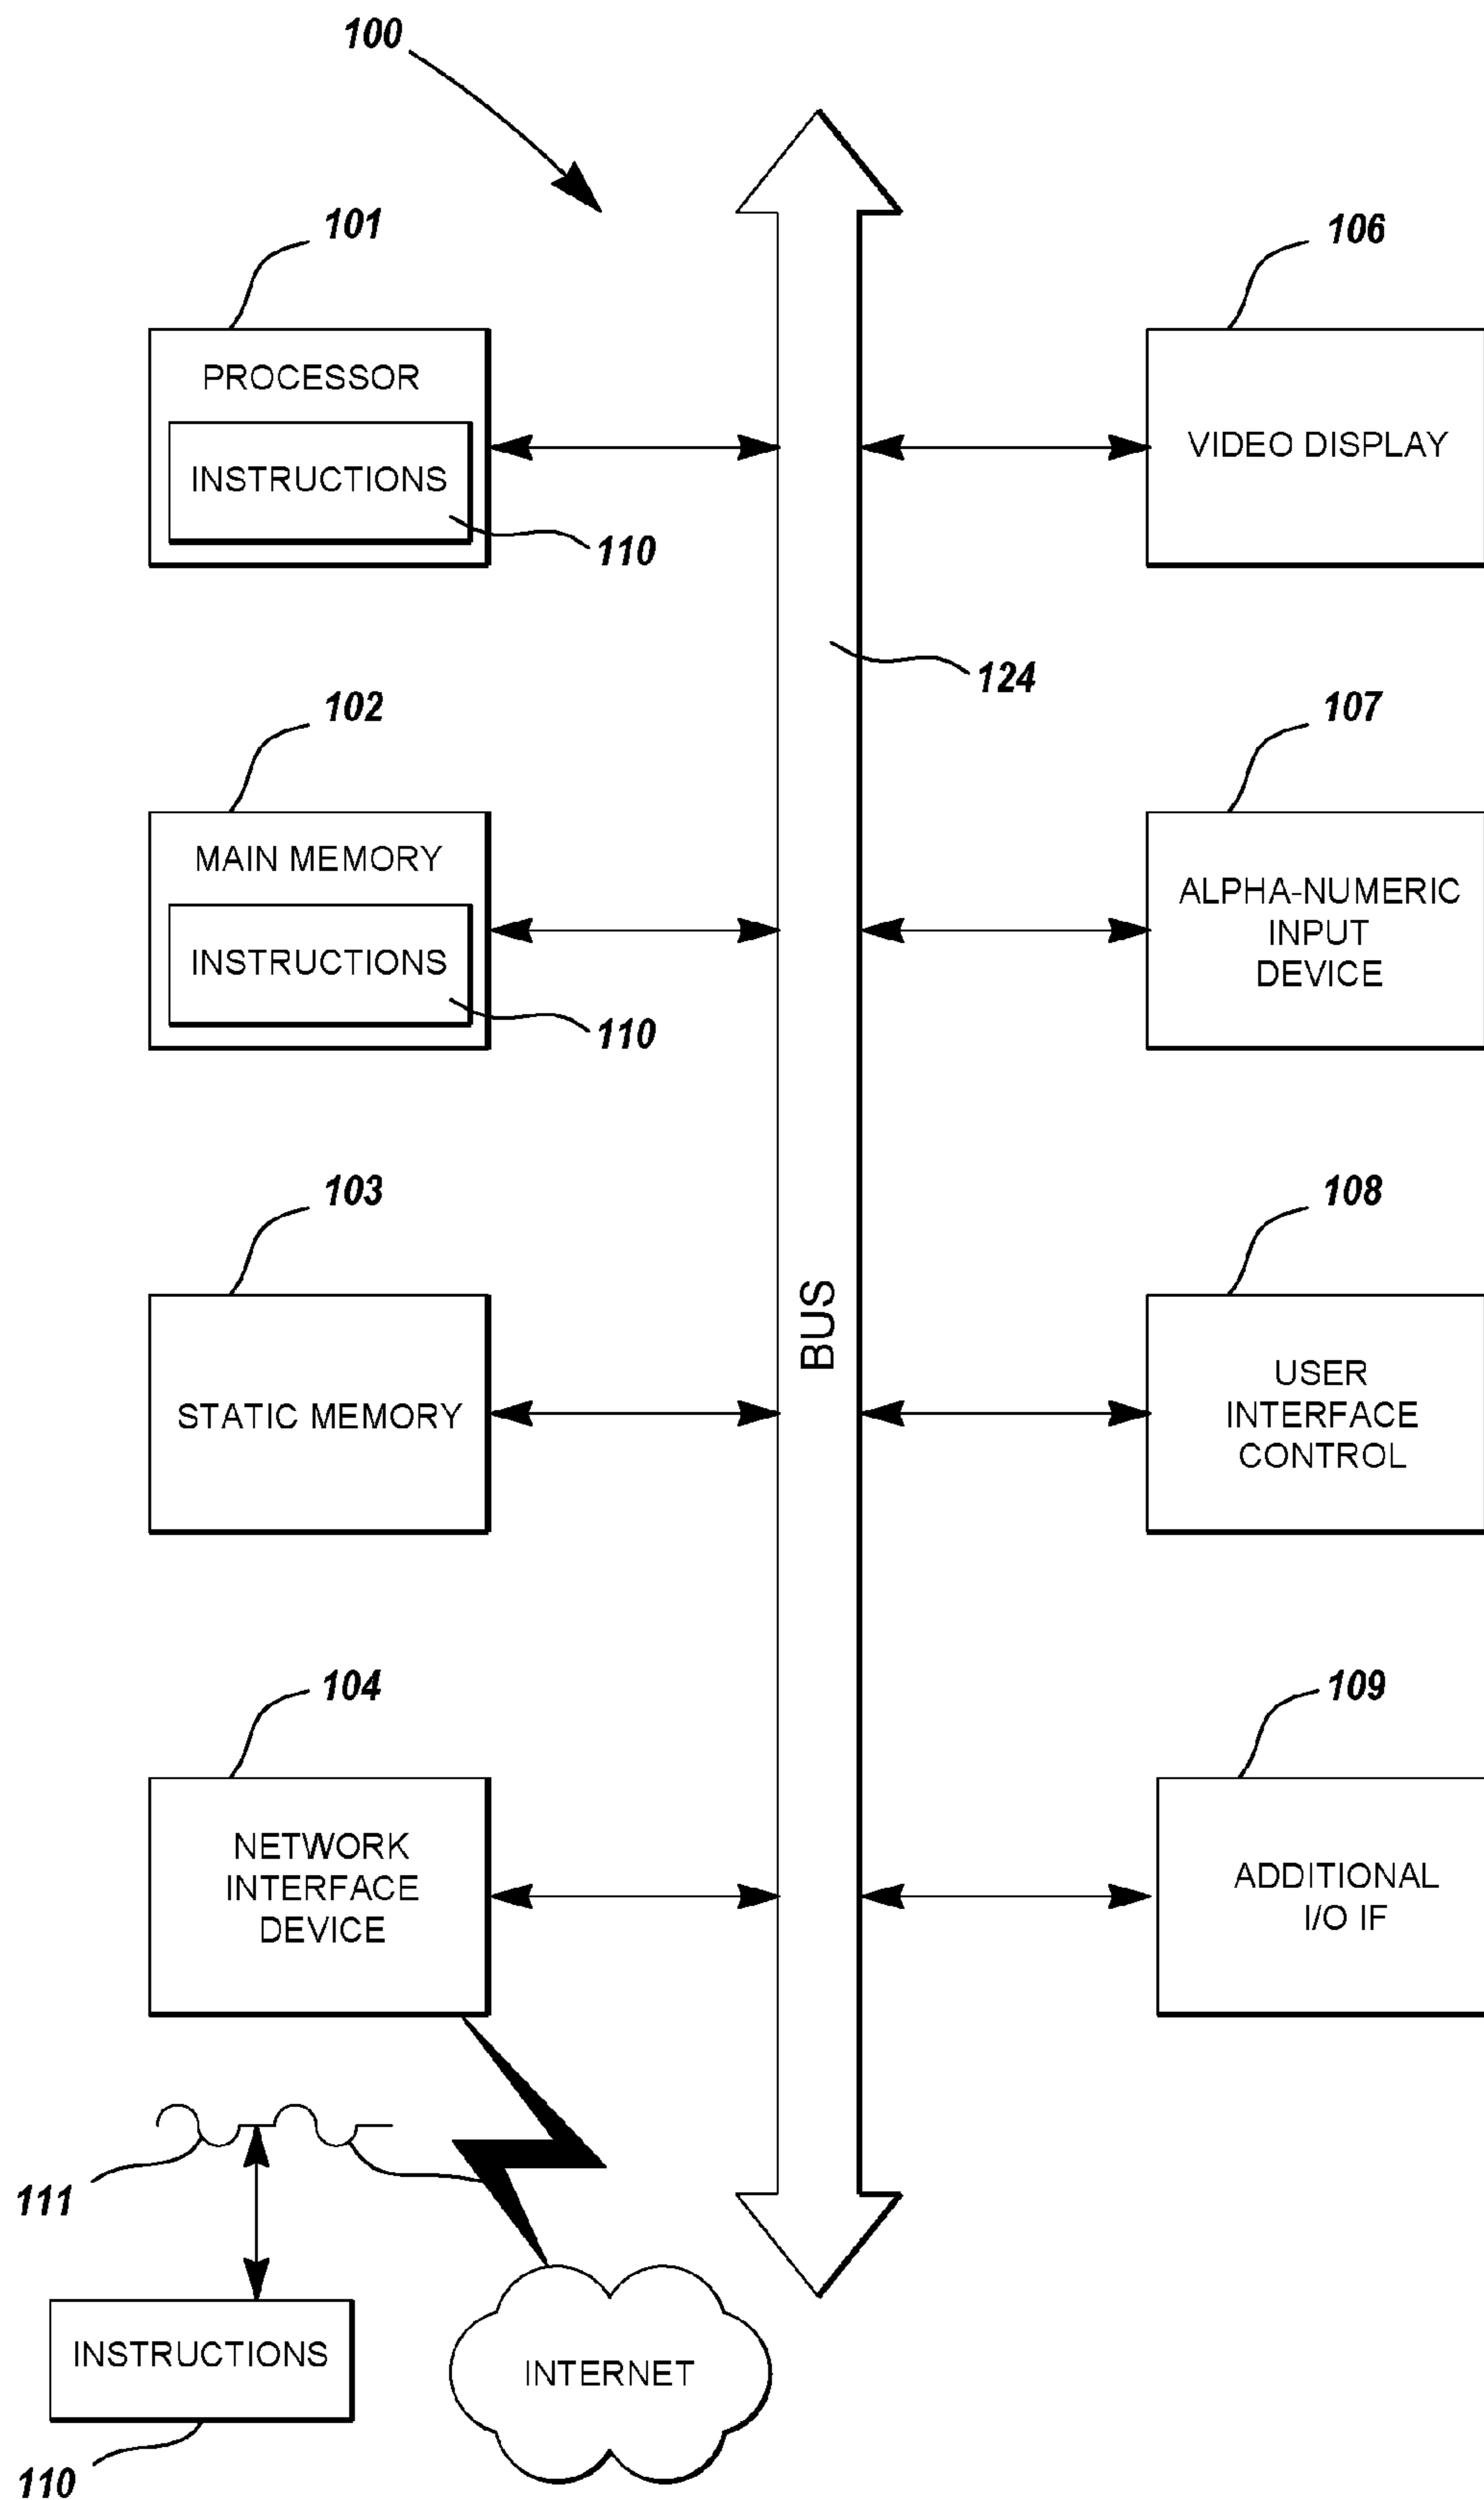 100
101
106
PROCESSOR
INSTRUCTIONS
VIDEO DISPLAY
110
124
102
107
MAIN MEMORY
INSTRUCTIONS
ALPHA-NUMERIC
INPUT
DEVICE
110
103
108
BUS
STATIC MEMORY
USER
INTERFACE
CONTROL
104
109
NETWORK
INTERFACE
DEVICE
ADDITIONAL
I/O IF
111
INSTRUCTIONS
INTERNET
110